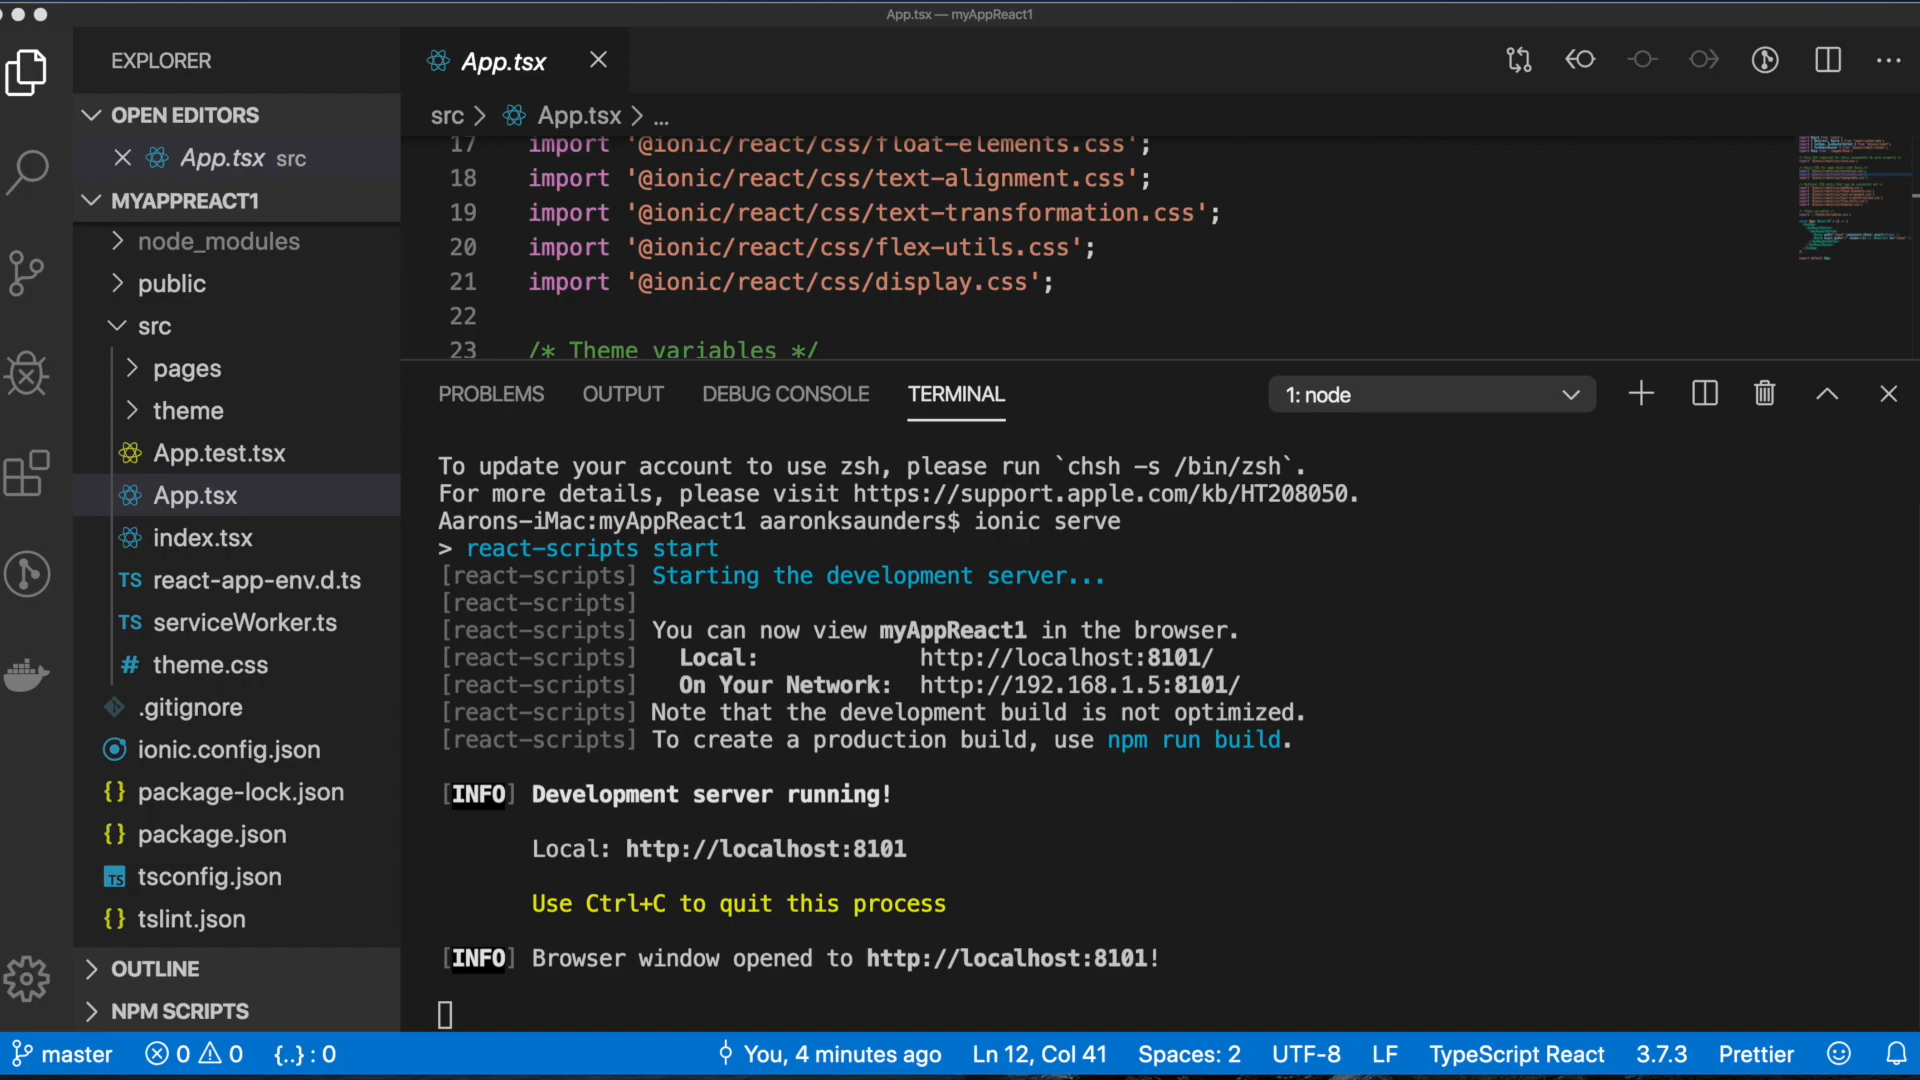 App.tsx — myAppReact1
EXPLORER
OPEN EDITORS
App.tsx src
MYAPPREACT1
node_modules
public
src
pages
theme
App.test.tsx
App.tsx
index.tsx
TS react-app-env.d.ts
TS serviceWorker.ts
# theme.css
.gitignore
ionic.config.json
{} package-lock.json
{} package.json
TS tsconfig.json
{} tslint.json
OUTLINE
NPM SCRIPTS
App.tsx
src > App.tsx > ...
17 import '@ionic/react/css/float-elements.css';
18 import '@ionic/react/css/text-alignment.css';
19 import '@ionic/react/css/text-transformation.css';
20 import '@ionic/react/css/flex-utils.css';
21 import '@ionic/react/css/display.css';
22
23 /* Theme variables */
PROBLEMS OUTPUT DEBUG CONSOLE TERMINAL 1: node
To update your account to use zsh, please run `chsh -s /bin/zsh`.
For more details, please visit https://support.apple.com/kb/HT208050.
Aarons-iMac:myAppReact1 aaronksaunders$ ionic serve
> react-scripts start
[react-scripts] Starting the development server...
[react-scripts]
[react-scripts] You can now view myAppReact1 in the browser.
[react-scripts] Local: http://localhost:8101/
[react-scripts] On Your Network: http://192.168.1.5:8101/
[react-scripts] Note that the development build is not optimized.
[react-scripts] To create a production build, use npm run build.
[INFO] Development server running!
Local: http://localhost:8101
Use Ctrl+C to quit this process
[INFO] Browser window opened to http://localhost:8101!
master 0 0 {..} : 0 You, 4 minutes ago Ln 12, Col 41 Spaces: 2 UTF-8 LF TypeScript React 3.7.3 Prettier